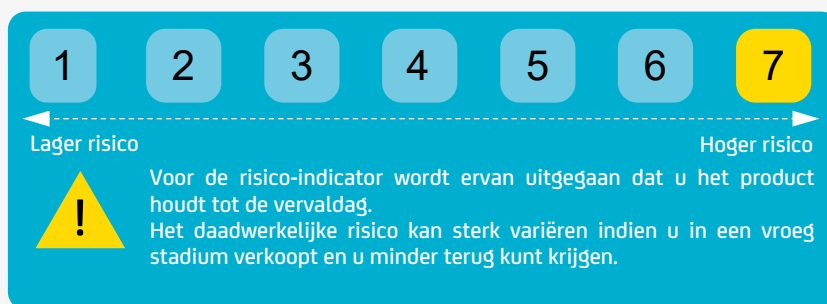 1 2 3 4 5 6 7
Lager risico Hoger risico
! Voor de risico-indicator wordt ervan uitgegaan dat u het product
houdt tot de vervaldag.
Het daadwerkelijke risico kan sterk variëren indien u in een vroeg
stadium verkoopt en u minder terug kunt krijgen.